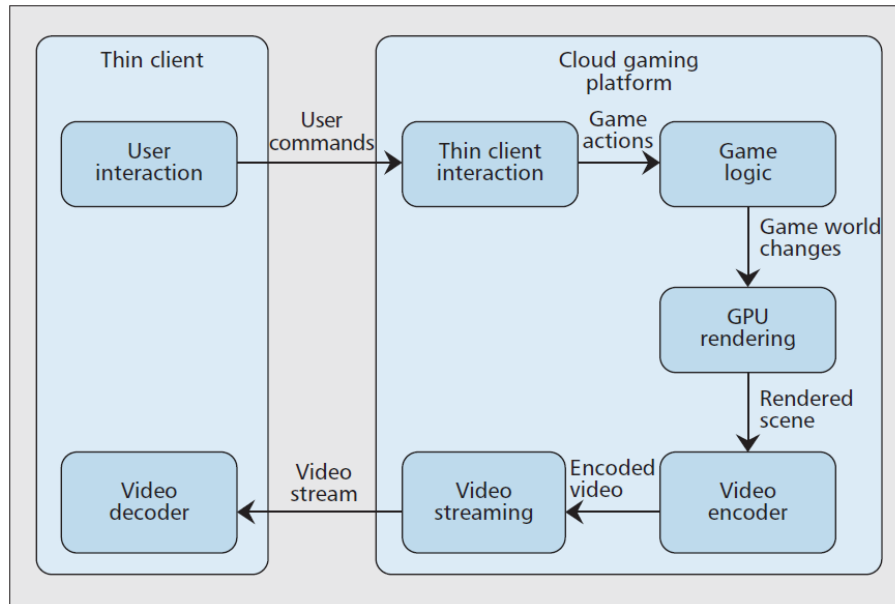 Thin client
Cloud gaming
platform
User
interaction
User
commands
Thin client
interaction
Game
actions
Game
logic
Game world
changes
GPU
rendering
Rendered
scene
Video
decoder
Video
stream
Video
streaming
Encoded
video
Video
encoder